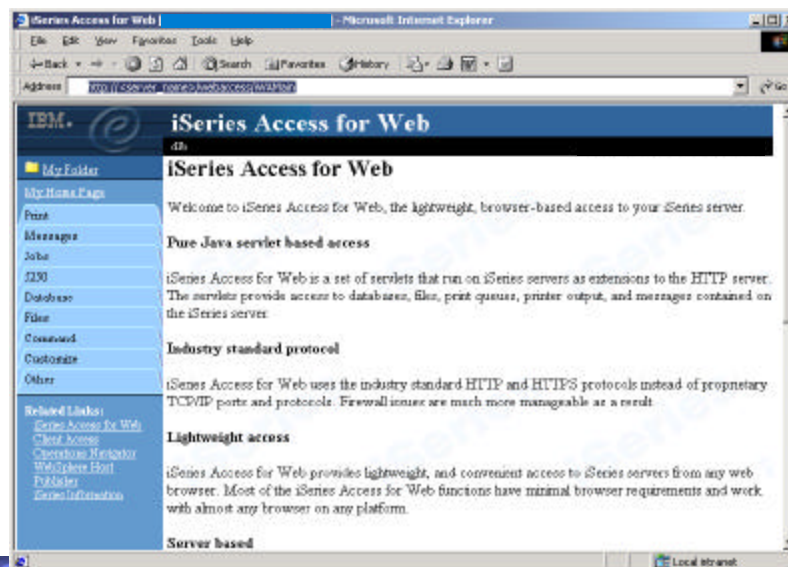 iSeries Access for Web [ ] - Microsoft Internet Explorer
File Edit View Favorites Tools Help
Back Search Favorites History
Address http://<server_name>/webaccess/iWAMain Go
IBM. e iSeries Access for Web
My Folder
iSeries Access for Web
My Home Page
Print
Messages
Jobs
5250
Database
Files
Command
Customize
Other
Related Links:
iSeries Access for Web
Client Access
Operations Navigator
WebSphere Host
Publisher
iSeries Information
Welcome to iSeries Access for Web, the lightweight, browser-based access to your iSeries server.
Pure Java servlet based access
iSeries Access for Web is a set of servlets that run on iSeries servers as extensions to the HTTP server.
The servlets provide access to databases, files, print queues, printer output, and messages contained on
the iSeries server.
Industry standard protocol
iSeries Access for Web uses the industry standard HTTP and HTTPS protocols instead of proprietary
TCP/IP ports and protocols. Firewall issues are much more manageable as a result.
Lightweight access
iSeries Access for Web provides lightweight, and convenient access to iSeries servers from any web
browser. Most of the iSeries Access for Web functions have minimal browser requirements and work
with almost any browser on any platform.
Server based
Local intranet